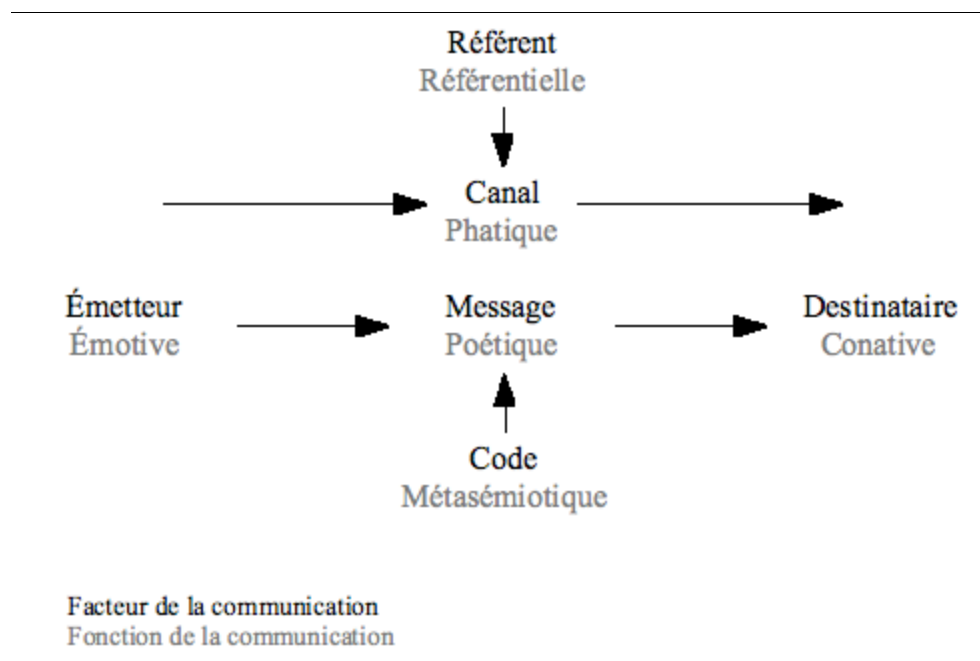 Référent
Référentielle
Canal
Phatique
Émetteur
Émotive
Message
Poétique
Destinataire
Conative
Code
Métasémiotique
Facteur de la communication
Fonction de la communication